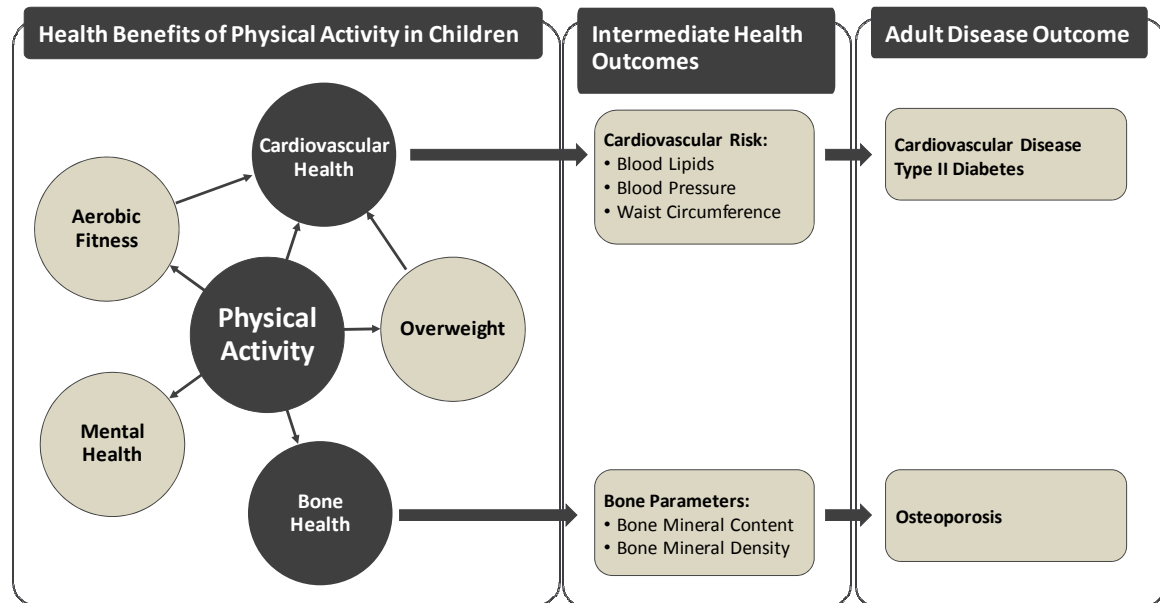 Health Benefits of Physical Activity in Children
Cardiovascular
Health
Aerobic
Fitness
Physical
Activity
Overweight
Mental
Health
Bone
Health
Intermediate Health
Outcomes
Cardiovascular Risk:
• Blood Lipids
• Blood Pressure
• Waist Circumference
Bone Parameters:
• Bone Mineral Content
• Bone Mineral Density
Adult Disease Outcome
Cardiovascular Disease
Type II Diabetes
Osteoporosis